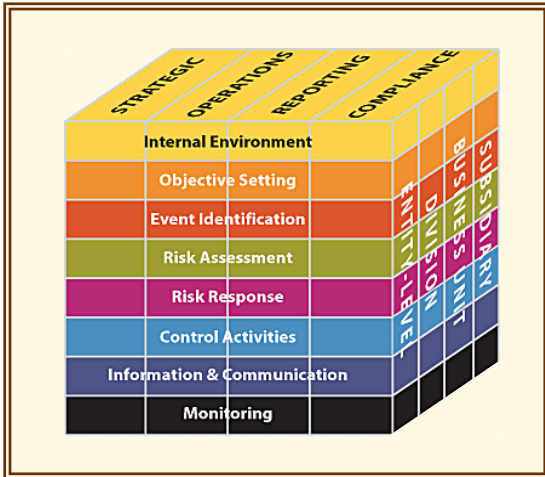 STRATEGIC
OPERATIONS
REPORTING
COMPLIANCE
Internal Environment
Objective Setting
Event Identification
Risk Assessment
Risk Response
Control Activities
Information & Communication
Monitoring
ENTITY-LEVEL
DIVISION
BUSINESS UNIT
SUBSIDIARY